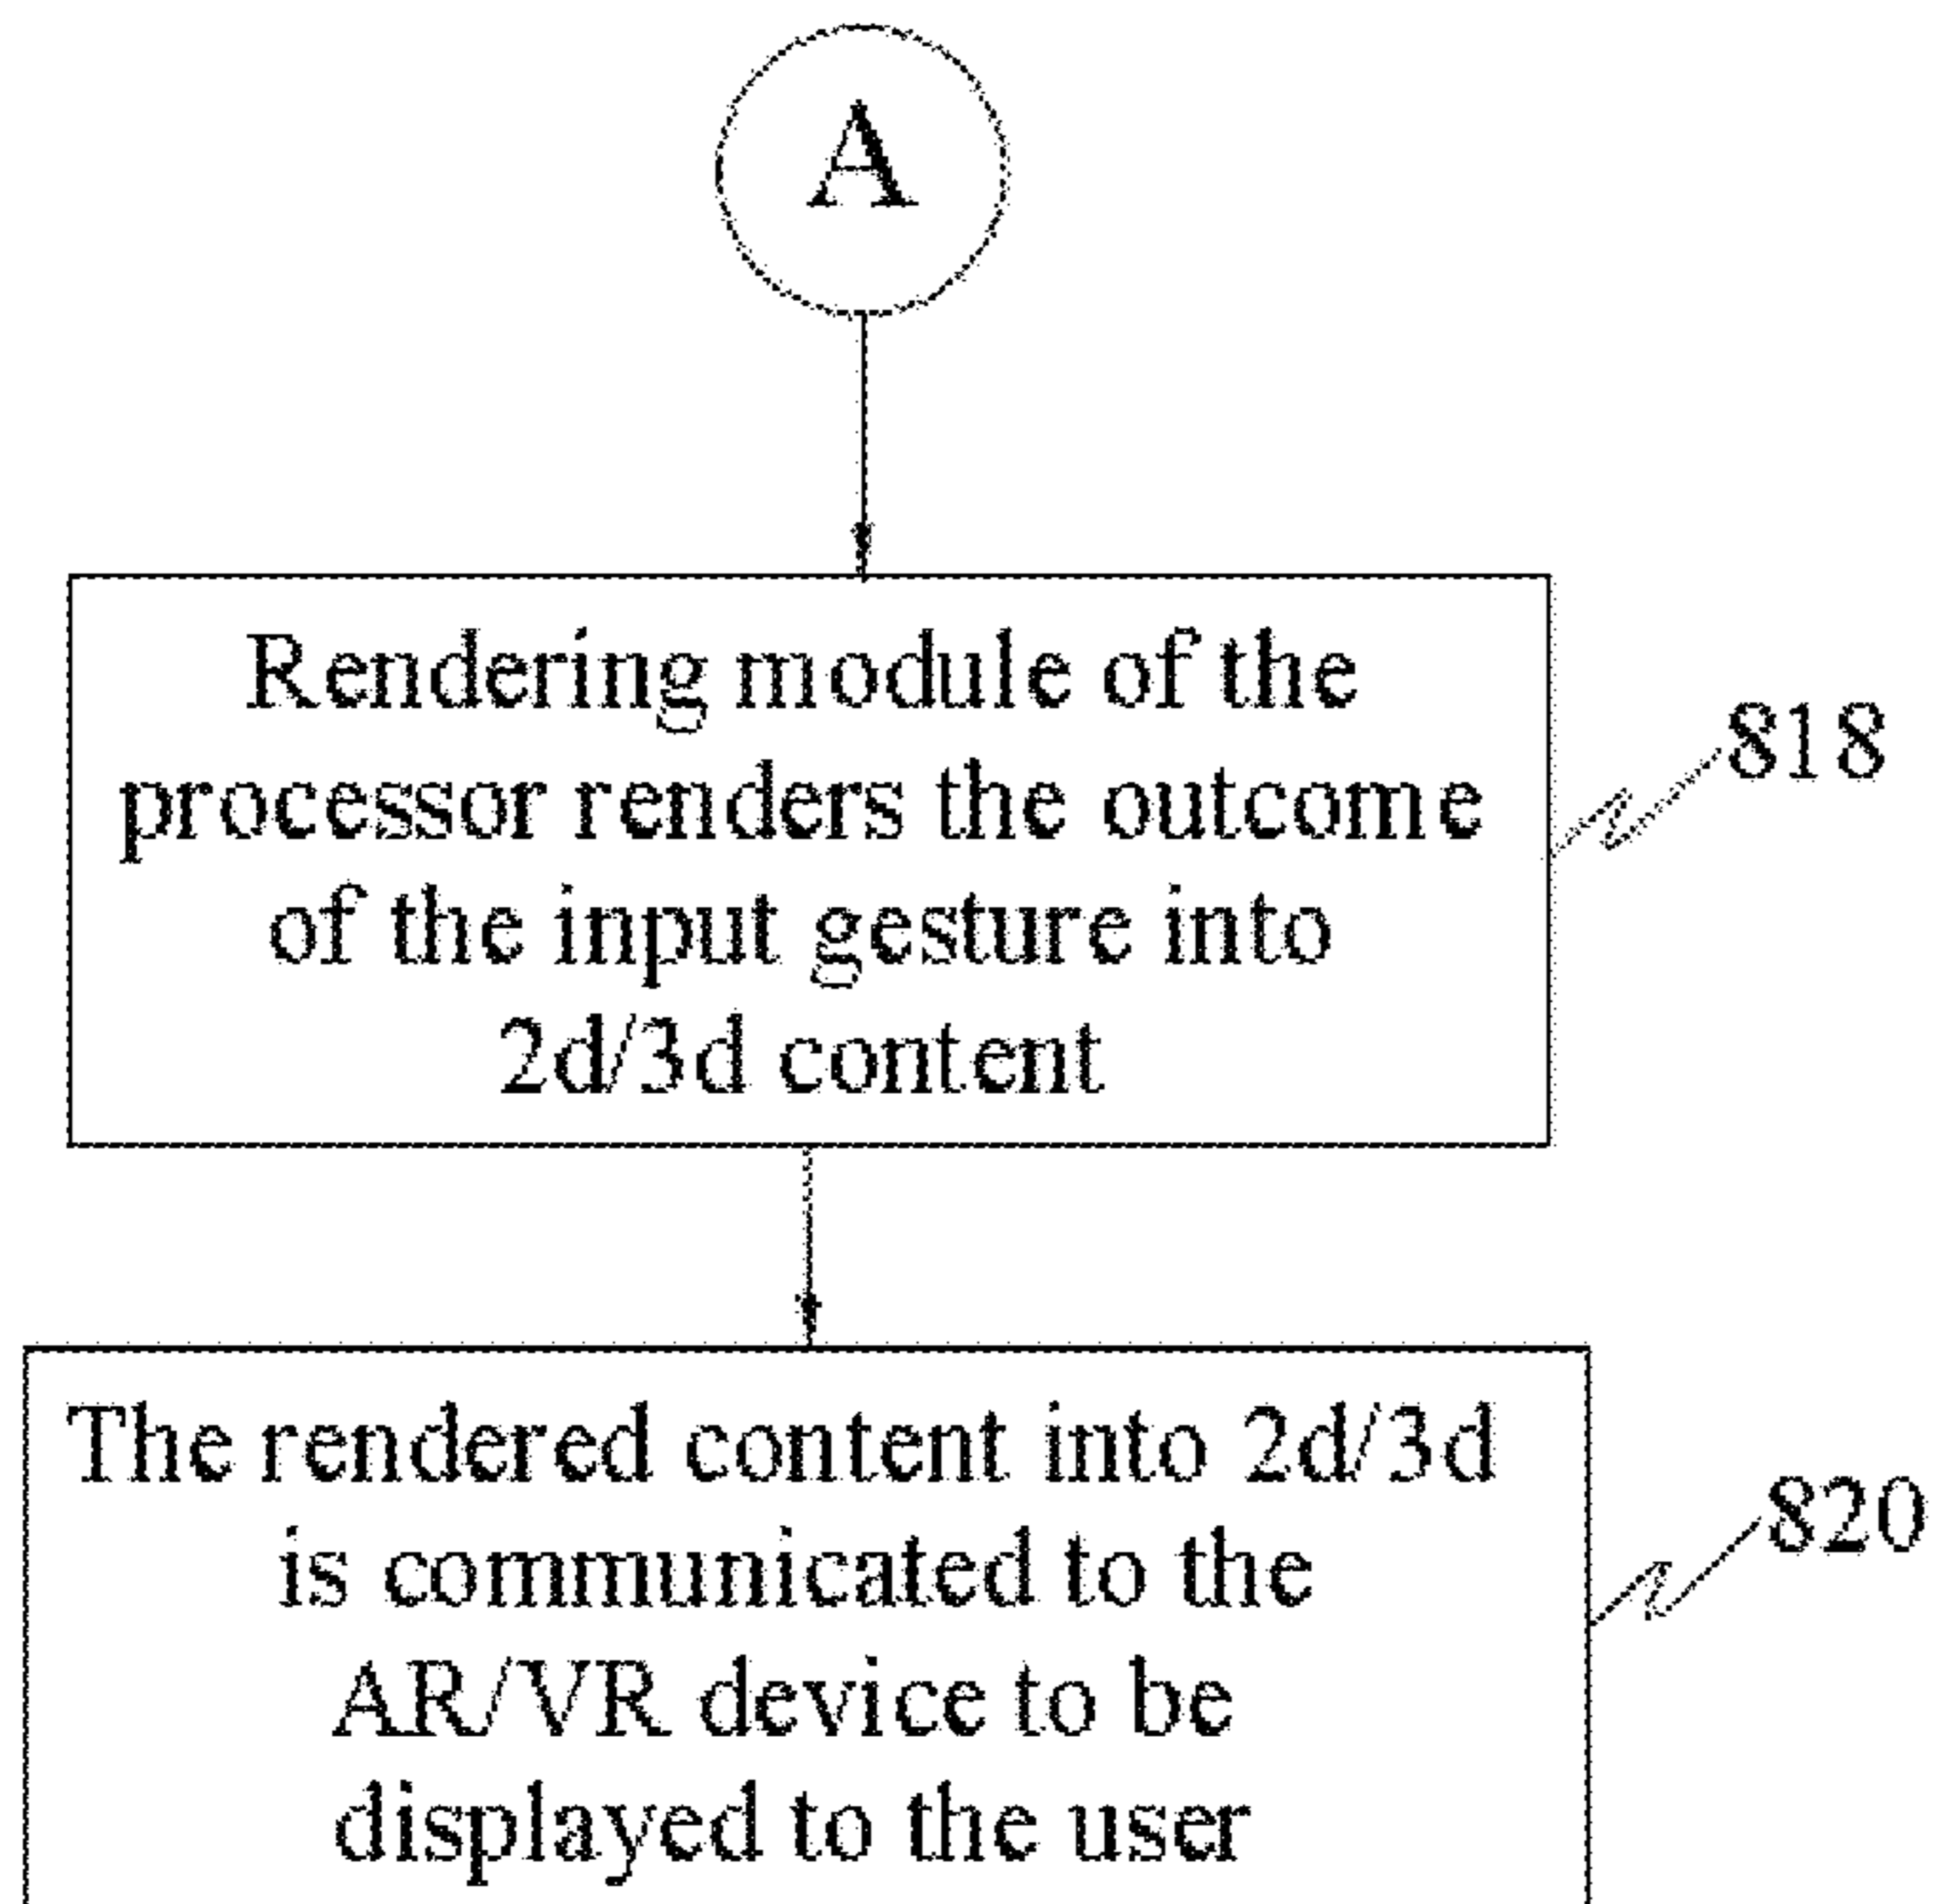 A
Rendering module of the
processor renders the outcome
of the input gesture into
2d/3d content
818
The rendered content into 2d/3d
is communicated to the
AR/VR device to be
displayed to the user
820